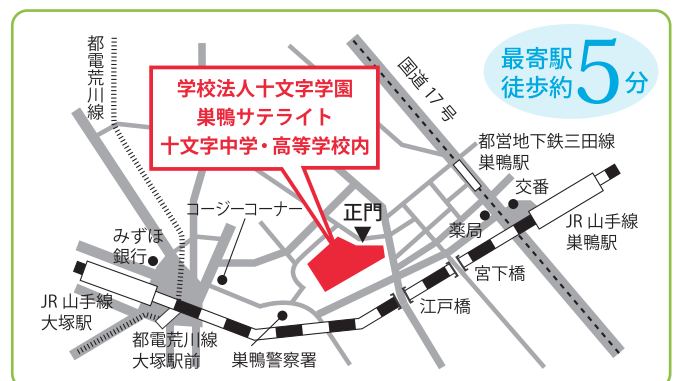 都電荒川線
学校法人十文字学園
巣鴨サテライト
十文字中学・高等学校内
国道17号
最寄駅
徒歩約5分
都営地下鉄三田線
巣鴨駅
交番
薬局
JR山手線
巣鴨駅
コージーコーナー
正門
みずほ
銀行
宮下橋
江戸橋
JR山手線
大塚駅
都電荒川線
大塚駅前
巣鴨警察署